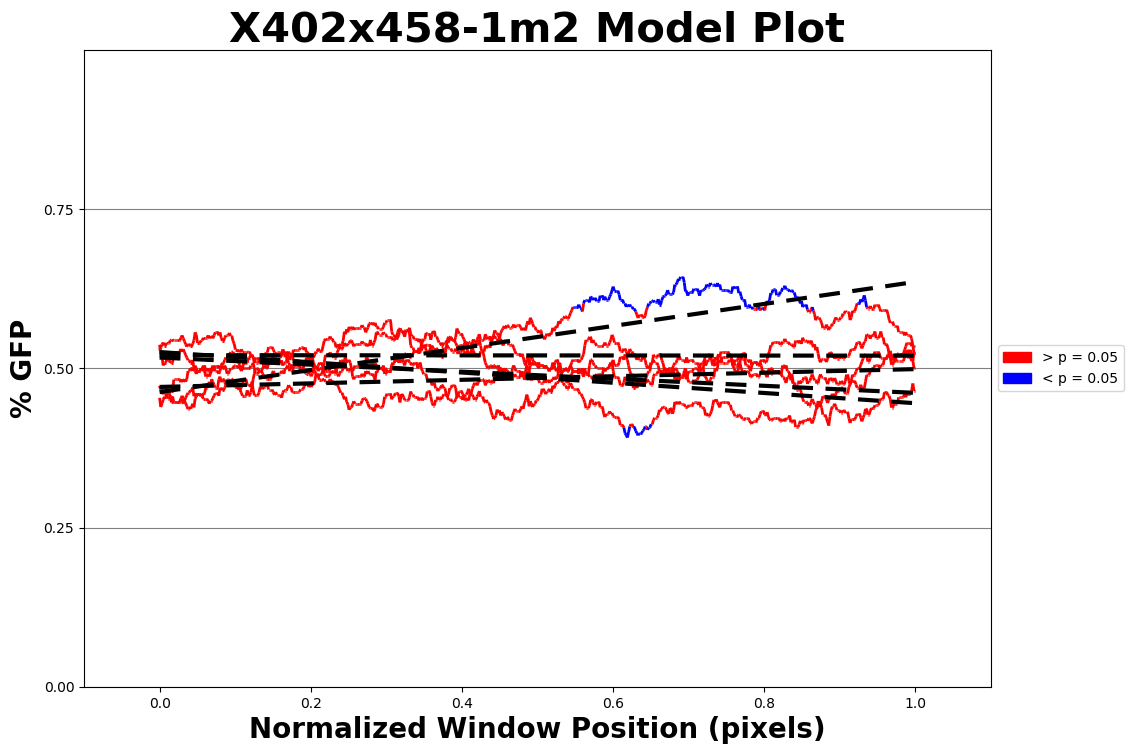 X402x458-1m2 Model Plot
% GFP
0.75
0.50
0.25
0.00
0.0 0.2 0.4 0.6 0.8 1.0
Normalized Window Position (pixels)
> p = 0.05
< p = 0.05